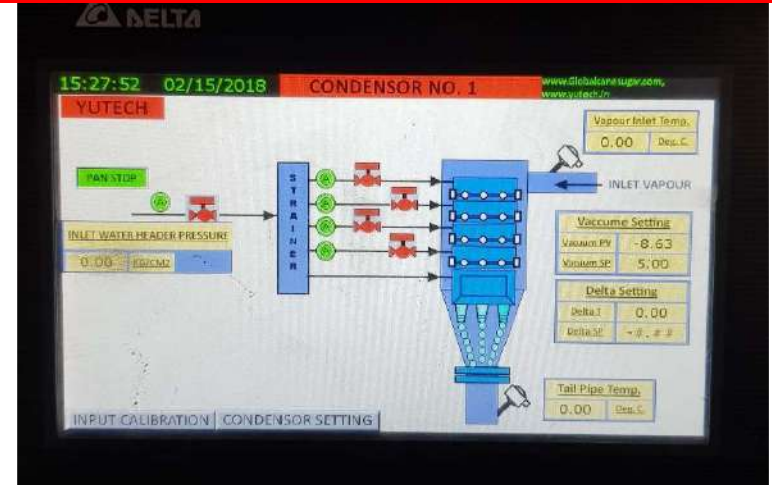 DELTA
15:27:52 02/15/2018 CONDENSOR NO. 1 www.Globalcanesugar.com,
www.yutech.in
YUTECH
Vapour Inlet Temp.
0.00 Deg. C.
PAN STOP
INLET VAPOUR
A
STRAINER
A
A
A
A
INLET WATER HEADER PRESSURE
0.00 KG/CM2
Vaccume Setting
Vacuum PV -8.63
Vacuum SP 5.00
Delta Setting
Delta T 0.00
Delta SP -#.##
Tail Pipe Temp.
0.00 Deg. C.
INPUT CALIBRATION CONDENSOR SETTING